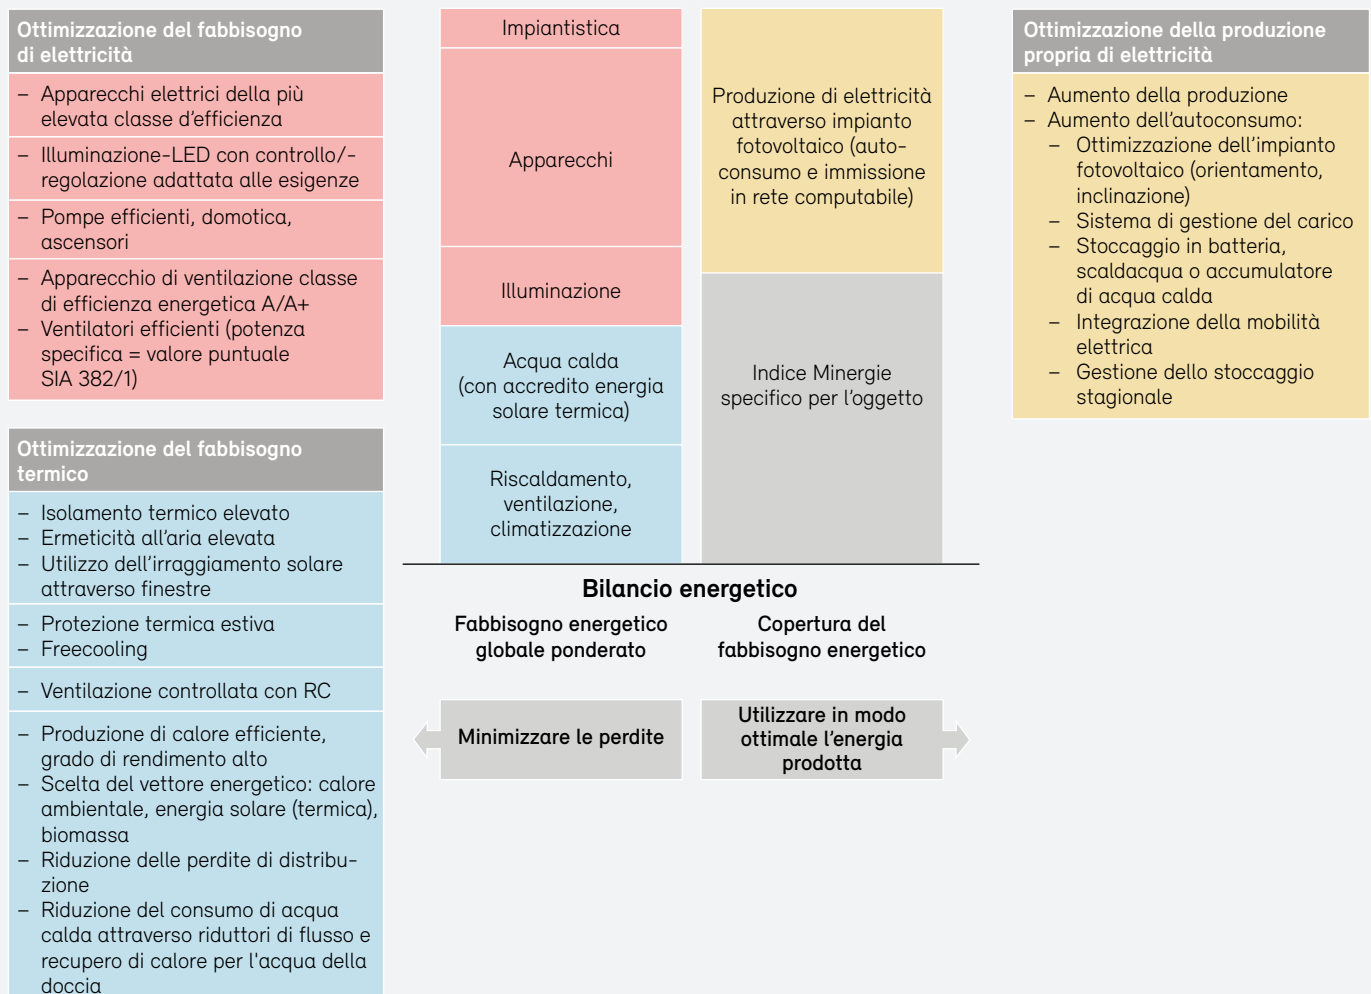 Ottimizzazione del fabbisogno
di elettricità
– Apparecchi elettrici della più
elevata classe d’efficienza
– Illuminazione-LED con controllo/-
regolazione adattata alle esigenze
– Pompe efficienti, domotica,
ascensori
– Apparecchio di ventilazione classe
di efficienza energetica A/A+
– Ventilatori efficienti (potenza
specifica = valore puntuale
SIA 382/1)
Ottimizzazione del fabbisogno
termico
– Isolamento termico elevato
– Ermeticità all’aria elevata
– Utilizzo dell’irraggiamento solare
attraverso finestre
– Protezione termica estiva
– Freecooling
– Ventilazione controllata con RC
– Produzione di calore efficiente,
grado di rendimento alto
– Scelta del vettore energetico: calore
ambientale, energia solare (termica),
biomassa
– Riduzione delle perdite di distribu-
zione
– Riduzione del consumo di acqua
calda attraverso riduttori di flusso e
recupero di calore per l'acqua della
doccia
Impiantistica
Apparecchi
Illuminazione
Acqua calda
(con accredito energia
solare termica)
Riscaldamento,
ventilazione,
climatizzazione
Produzione di elettricità
attraverso impianto
fotovoltaico (auto-
consumo e immissione
in rete computabile)
Indice Minergie
specifico per l’oggetto
Bilancio energetico
Fabbisogno energetico
globale ponderato
Copertura del
fabbisogno energetico
Minimizzare le perdite
Utilizzare in modo
ottimale l’energia
prodotta
Ottimizzazione della produzione
propria di elettricità
– Aumento della produzione
– Aumento dell’autoconsumo:
– Ottimizzazione dell’impianto
fotovoltaico (orientamento,
inclinazione)
– Sistema di gestione del carico
– Stoccaggio in batteria,
scaldacqua o accumulatore
di acqua calda
– Integrazione della mobilità
elettrica
– Gestione dello stoccaggio
stagionale